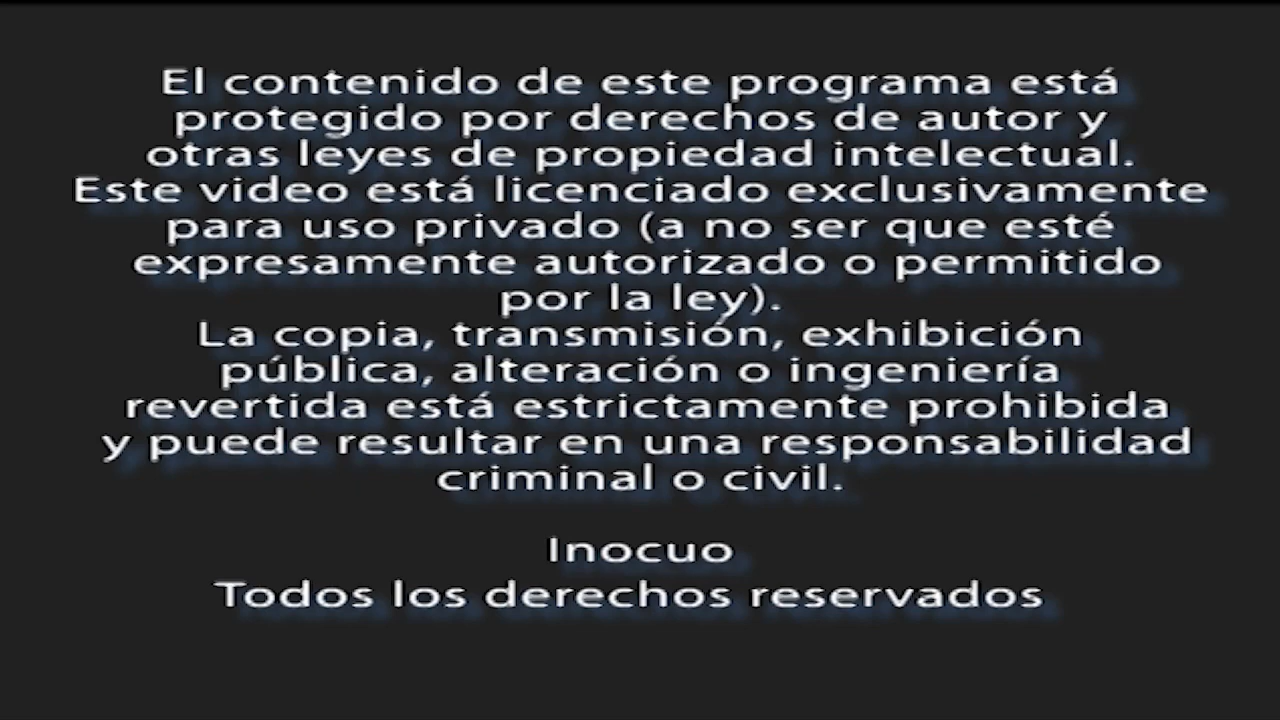 El contenido de este programa está
protegido por derechos de autor y
otras leyes de propiedad intelectual.
Este video está licenciado exclusivamente
para uso privado (a no ser que esté
expresamente autorizado o permitido
por la ley).
La copia, transmisión, exhibición
pública, alteración o ingeniería
revertida está estrictamente prohibida
y puede resultar en una responsabilidad
criminal o civil.
Inocuo
Todos los derechos reservados